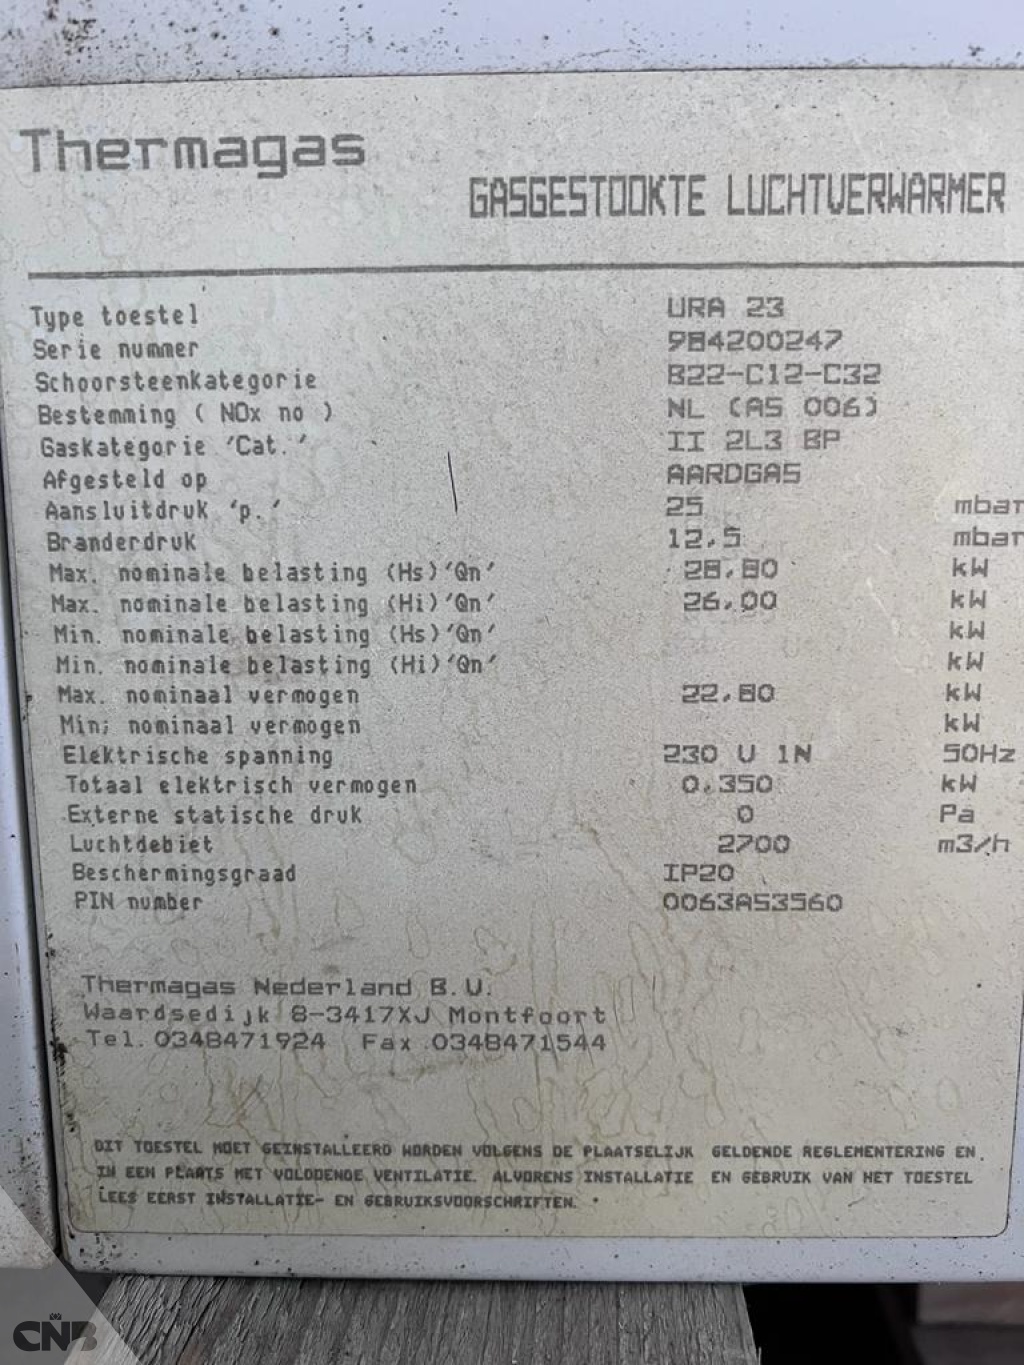 Thermagas
GASGESTOOKTE LUCHTVERWARMER
Type toestel URA 23
Serie nummer 984200247
Schoorsteenkategorie B22-C12-C32
Bestemming ( NOx no ) NL (AS 006)
Gaskategorie 'Cat.' II 2L3 BP
Afgesteld op AARDGAS
Aansluitdruk 'p.' 25 mbar
Branderdruk 12,5 mbar
Max. nominale belasting (Hs)'Qn' 28,80 kW
Max. nominale belasting (Hi)'Qn' 26,00 kW
Min. nominale belasting (Hs)'Qn' kW
Min. nominale belasting (Hi)'Qn' kW
Max. nominaal vermogen 22,80 kW
Min; nominaal vermogen kW
Elektrische spanning 230 V 1N 50Hz
Totaal elektrisch vermogen 0,350 kW
Externe statische druk 0 Pa
Luchtdebiet 2700 m3/h
Beschermingsgraad IP20
PIN number 0063AS3560
Thermagas Nederland B.V.
Waardsedijk 8-3417XJ Montfoort
Tel. 0348471924 Fax .0348471544
DIT TOESTEL MOET GEINSTALLEERD WORDEN VOLGENS DE PLAATSELIJK GELDENDE REGLEMENTERING EN
IN EEN PLAATS MET VOLDOENDE VENTILATIE. ALVORENS INSTALLATIE EN GEBRUIK VAN HET TOESTEL
LEES EERST INSTALLATIE- EN GEBRUIKSVOORSCHRIFTEN.
CNB